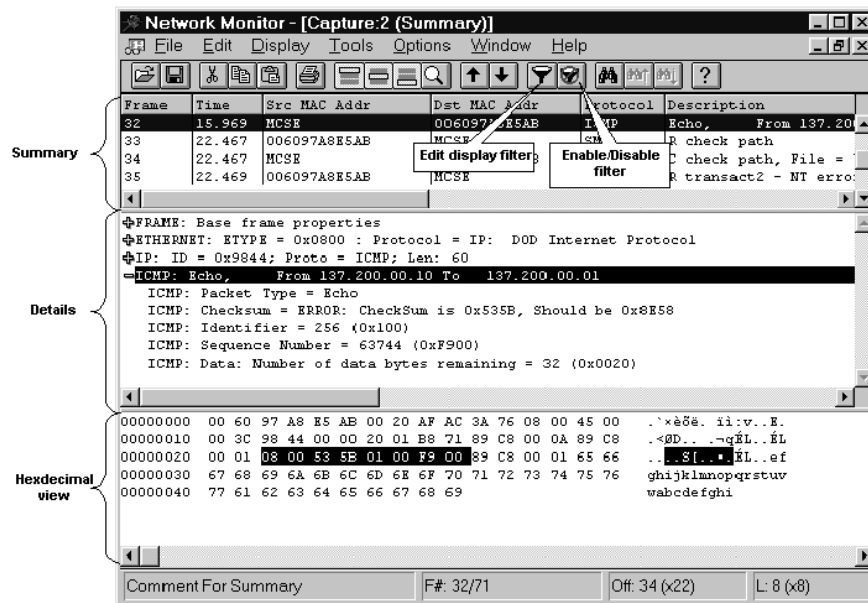 Network Monitor - [Capture:2 (Summary)]
File Edit Display Tools Options Window Help
Frame Time Src MAC Addr Dst MAC Addr Protocol Description
32 15.969 MCSE 006097A8E5AB ICMP Echo, From 137.200
33 22.467 006097A8E5AB MCSE SM R check path
34 22.467 MCSE C check path, File =
35 22.469 006097A8E5AB MCSE R transact2 - NT erro
Edit display filter
Enable/Disable
filter
Summary
FRAME: Base frame properties
ETHERNET: ETYPE = 0x0800 : Protocol = IP: DOD Internet Protocol
IP: ID = 0x9844; Proto = ICMP; Len: 60
ICMP: Echo, From 137.200.00.10 To 137.200.00.01
ICMP: Packet Type = Echo
ICMP: Checksum = ERROR: CheckSum is 0x535B, Should be 0x8E58
ICMP: Identifier = 256 (0x100)
ICMP: Sequence Number = 63744 (0xF900)
ICMP: Data: Number of data bytes remaining = 32 (0x0020)
Details
00000000 00 60 97 A8 E5 AB 00 20 AF AC 3A 76 08 00 45 00 .`×èõë. ïì:v..E.
00000010 00 3C 98 44 00 00 20 01 B8 71 89 C8 00 0A 89 C8 .<ØD.. .¬qÉL..ÉL
00000020 00 01 08 00 53 5B 01 00 F9 00 89 C8 00 01 65 66 ....S[..▪.ÉL..ef
00000030 67 68 69 6A 6B 6C 6D 6E 6F 70 71 72 73 74 75 76 ghijklmnopqrstuv
00000040 77 61 62 63 64 65 66 67 68 69 wabcdefghi
Hexdecimal
view
Comment For Summary F#: 32/71 Off: 34 (x22) L: 8 (x8)